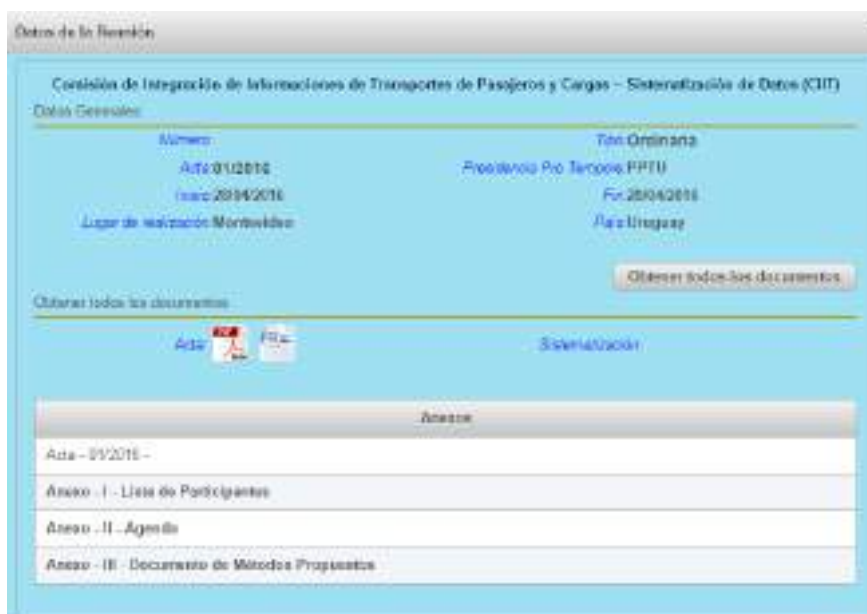 Datos de la Reunión
Comisión de Integración de Informaciones de Transportes de Pasajeros y Cargas – Sistematización de Datos (CIIT)
Datos Generales
Número: Tipo: Ordinaria
Acta: 01/2016 Presidencia Pro Tempore: PPTU
Inicio: 28/04/2016 Fin: 28/04/2016
Lugar de realización: Montevideo País: Uruguay
Obtener todos los documentos
Obtener todos los documentos
Acta: Sistematización
Anexos
Acta - 01/2016 -
Anexo - I - Lista de Participantes
Anexo - II - Agenda
Anexo - III - Documento de Métodos Propuestos